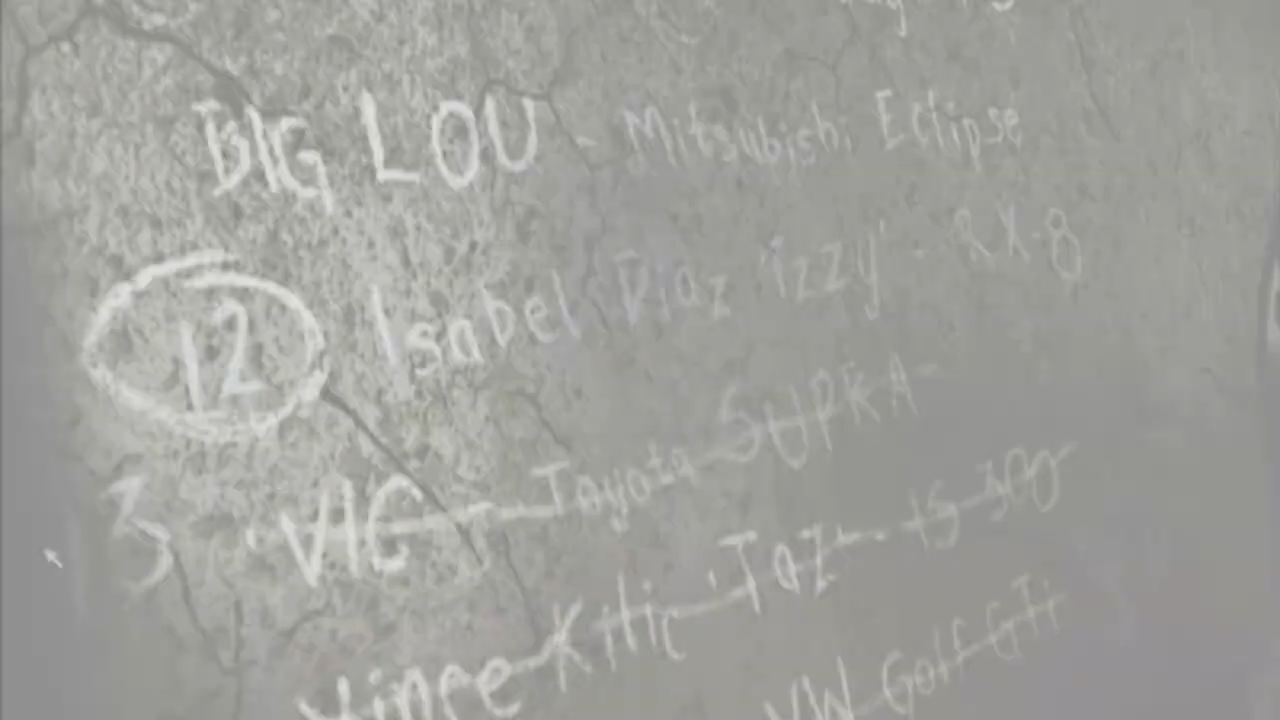 BIG LOU - Mitsubishi Eclipse
12 Isabel Diaz 'izzy' - RX-8
3 VIC - Toyota SUPRA
Vince Kilic 'Taz' - IS 300
VW Golf GTi